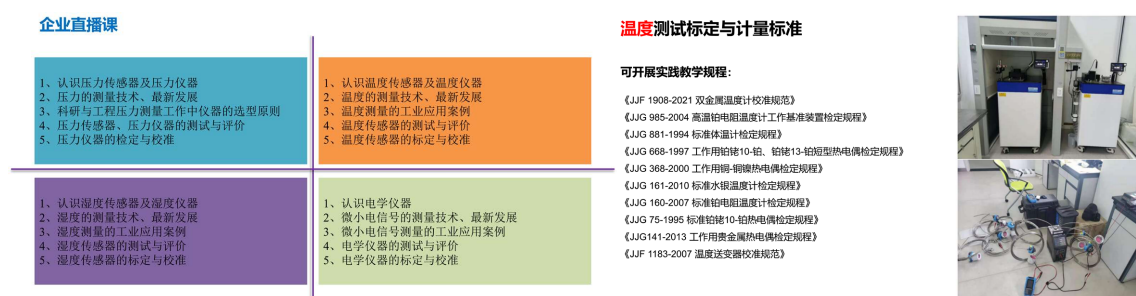 企业直播课
1、认识压力传感器及压力仪器
2、压力的测量技术、最新发展
3、科研与工程压力测量工作中仪器的选型原则
4、压力传感器、压力仪器的测试与评价
5、压力仪器的检定与校准
1、认识温度传感器及温度仪器
2、温度的测量技术、最新发展
3、温度测量的工业应用案例
4、温度传感器的测试与评价
5、温度传感器的标定与校准
1、认识湿度传感器及湿度仪器
2、湿度的测量技术、最新发展
3、湿度测量的工业应用案例
4、湿度传感器的测试与评价
5、湿度传感器的标定与校准
1、认识电学仪器
2、微小电信号的测量技术、最新发展
3、微小电信号测量的工业应用案例
4、电学仪器的测试与评价
5、电学仪器的标定与校准
温度测试标定与计量标准
可开展实践教学规程：
《JJF 1908-2021 双金属温度计校准规范》
《JJG 985-2004 高温铂电阻温度计工作基准装置检定规程》
《JJG 881-1994 标准体温计检定规程》
《JJG 668-1997 工作用铂铑10-铂、铂铑13-铂短型热电偶检定规程》
《JJG 368-2000 工作用铜-铜镍热电偶检定规程》
《JJG 161-2010 标准水银温度计检定规程》
《JJG 160-2007 标准铂电阻温度计检定规程》
《JJG 75-1995 标准铂铑10-铂热电偶检定规程》
《JJG141-2013 工作用贵金属热电偶检定规程》
《JJF 1183-2007 温度送变器校准规范》